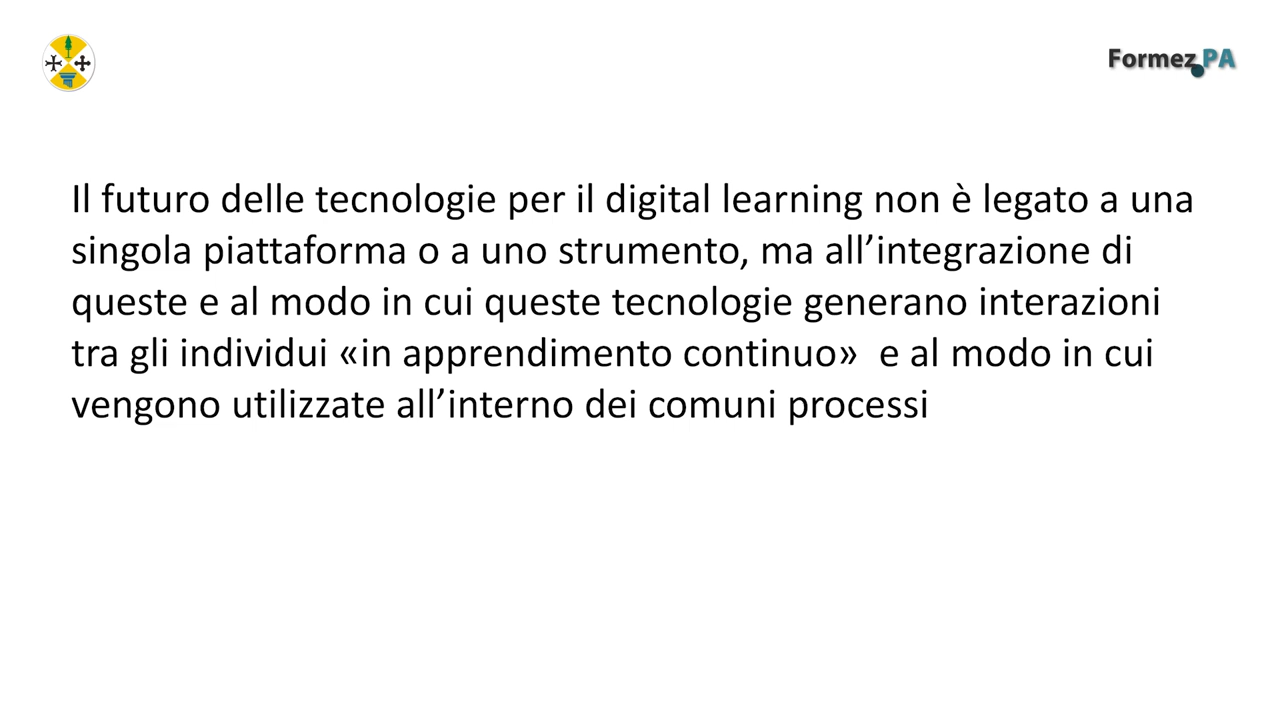 Formez PA
Il futuro delle tecnologie per il digital learning non è legato a una
singola piattaforma o a uno strumento, ma all’integrazione di
queste e al modo in cui queste tecnologie generano interazioni
tra gli individui «in apprendimento continuo»  e al modo in cui
vengono utilizzate all’interno dei comuni processi